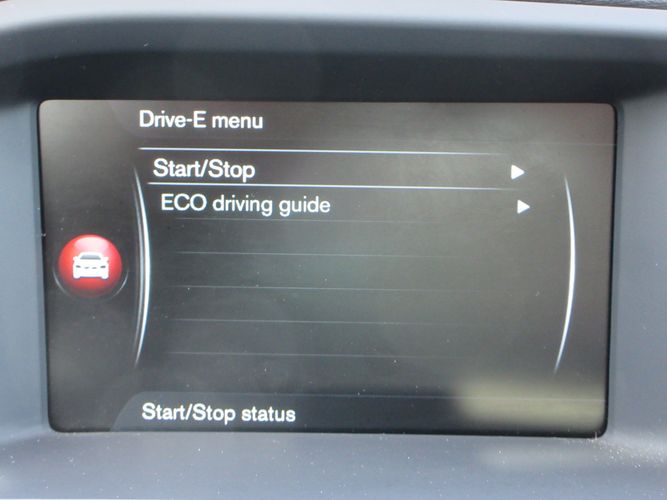 Drive-E menu
Start/Stop
ECO driving guide
Start/Stop status